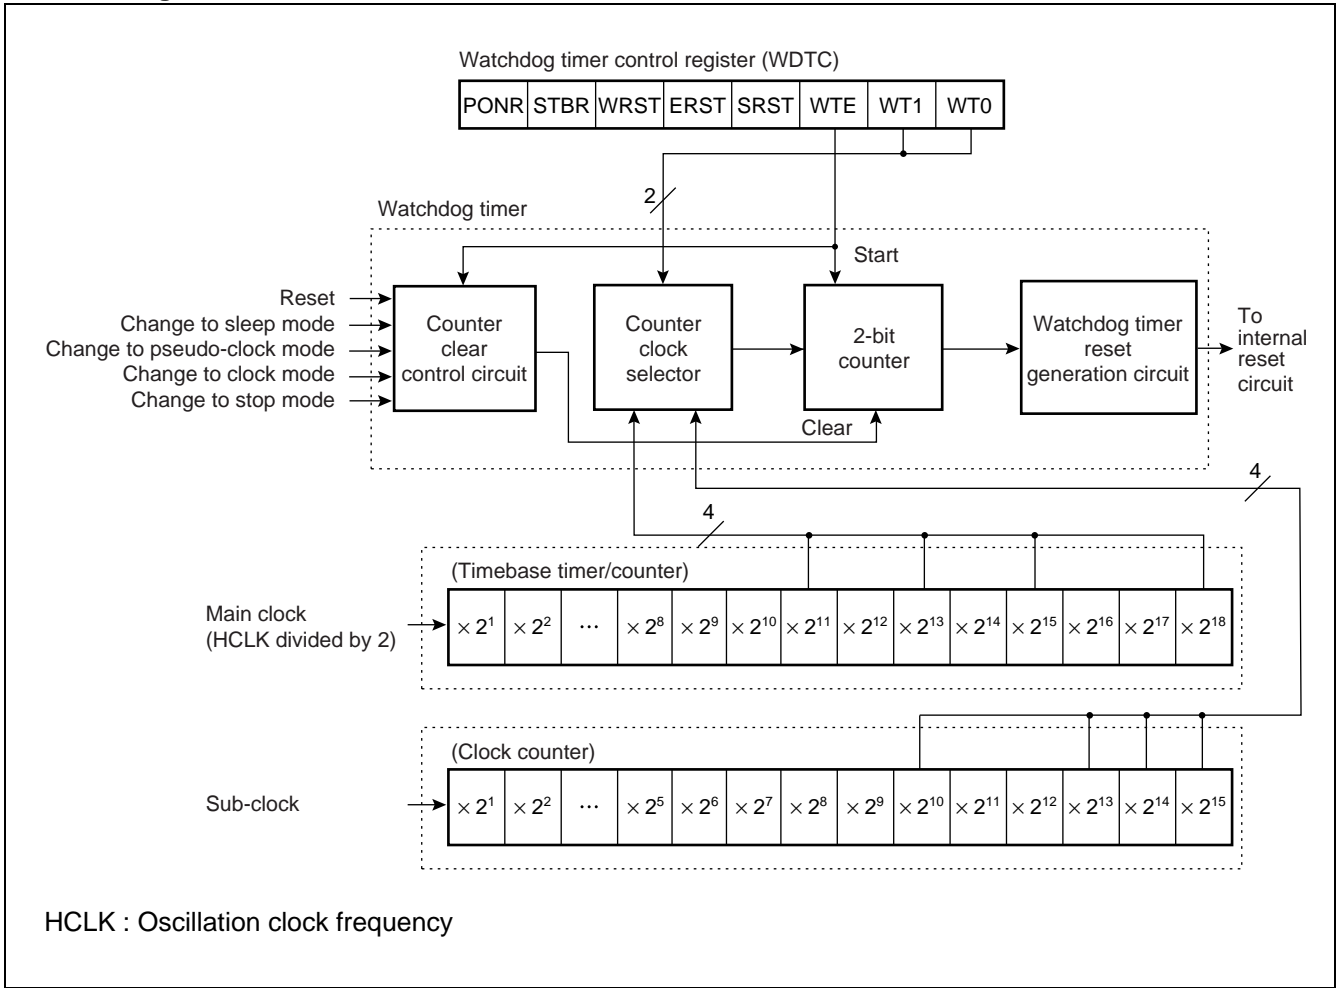 Watchdog timer control register (WDTC)
PONR STBR WRST ERST SRST WTE WT1 WT0
2
Watchdog timer
Start
Reset
Change to sleep mode
Change to pseudo-clock mode
Change to clock mode
Change to stop mode
Counter
clear
control circuit
Counter
clock
selector
2-bit
counter
Watchdog timer
reset
generation circuit
To
internal
reset
circuit
Clear
4
4
(Timebase timer/counter)
Main clock
(HCLK divided by 2)
× 2¹ × 2² ... × 2⁸ × 2⁹ × 2¹⁰ × 2¹¹ × 2¹² × 2¹³ × 2¹⁴ × 2¹⁵ × 2¹⁶ × 2¹⁷ × 2¹⁸
(Clock counter)
Sub-clock
× 2¹ × 2² ... × 2⁵ × 2⁶ × 2⁷ × 2⁸ × 2⁹ × 2¹⁰ × 2¹¹ × 2¹² × 2¹³ × 2¹⁴ × 2¹⁵
HCLK : Oscillation clock frequency